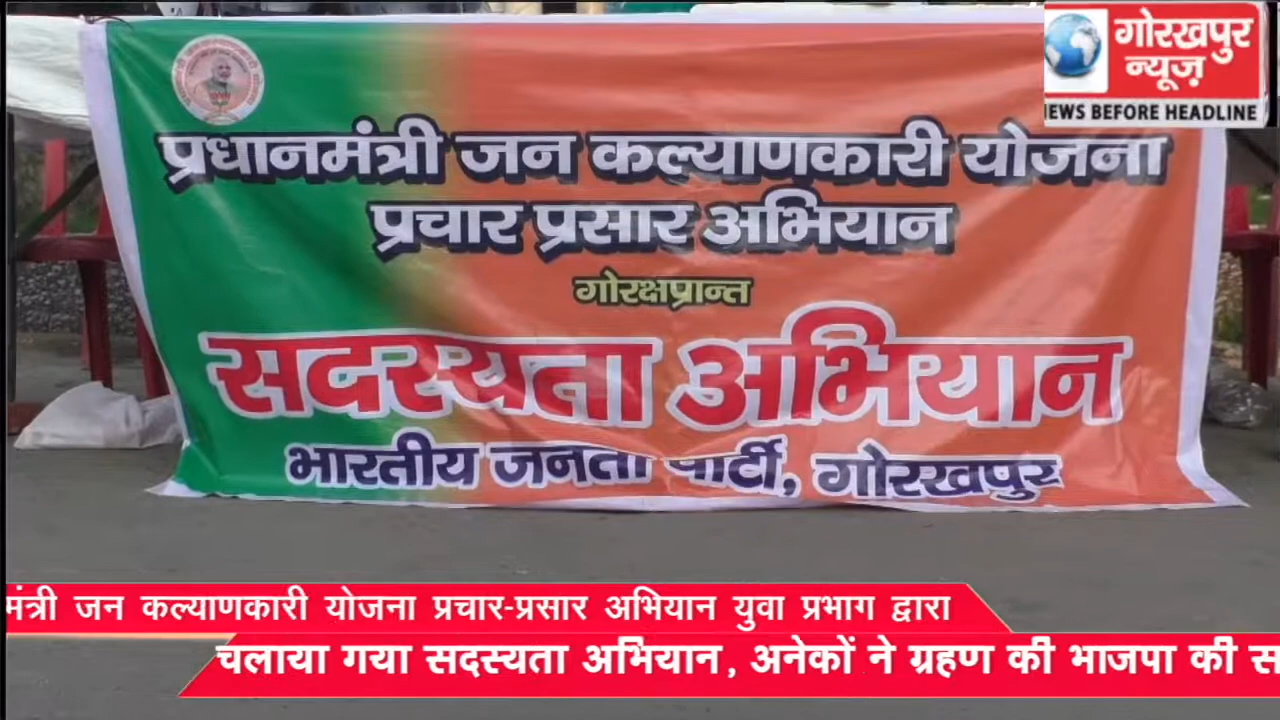 गोरखपुर
न्यूज़
NEWS BEFORE HEADLINE
प्रधानमंत्री जन कल्याणकारी योजना
प्रचार प्रसार अभियान
गोरक्षप्रान्त
सदस्यता अभियान
भारतीय जनता पार्टी, गोरखपुर
मंत्री जन कल्याणकारी योजना प्रचार-प्रसार अभियान युवा प्रभाग द्वारा
चलाया गया सदस्यता अभियान, अनेकों ने ग्रहण की भाजपा की स